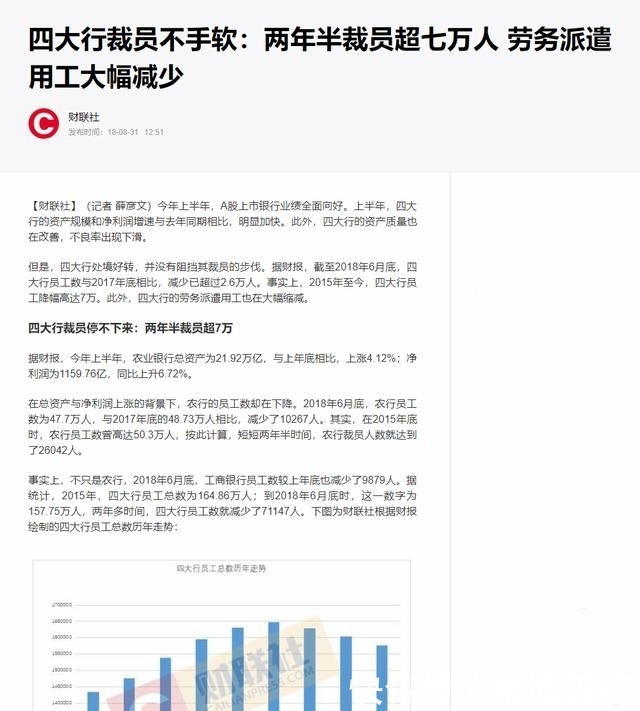 四大行裁员不手软：两年半裁员超七万人 劳务派遣
用工大幅减少
财联社
发布时间：18-08-31 12:51
【财联社】（记者 薛彦文）今年上半年，A股上市银行业绩全面向好。上半年，四大
行的资产规模和净利润增速与去年同期相比，明显加快。此外，四大行的资产质量也
在改善，不良率出现下滑。
但是，四大行处境好转，并没有阻挡其裁员的步伐。据财报，截至2018年6月底，四
大行员工数与2017年底相比，减少已超过2.6万人。事实上，2015年至今，四大行员
工降幅高达7万。此外，四大行的劳务派遣用工也在大幅缩减。
四大行裁员停不下来：两年半裁员超7万
据财报，今年上半年，农业银行总资产为21.92万亿，与上年底相比，上涨4.12%；净
利润为1159.76亿，同比上升6.72%。
在总资产与净利润上涨的背景下，农行的员工数却在下降。2018年6月底，农行员工
数为47.7万人，与2017年底的48.73万人相比，减少了10267人。其实，在2015年底
时，农行员工数曾高达50.3万人，按此计算，短短两年半时间，农行裁员人数就达到
了26042人。
事实上，不只是农行，2018年6月底，工商银行员工数较上年底也减少了9879人。据
统计，2015年，四大行员工总数为164.86万人；到2018年6月底时，这一数字为
157.75万人，两年多时间，四大行员工数就减少了71147人。下图为财联社根据财报
绘制的四大行员工总数历年走势：
四大行员工总数历年走势
1700000
1650000
1600000
1550000
1500000
1450000
1400000
财联社
CAILIANPRESS.COM